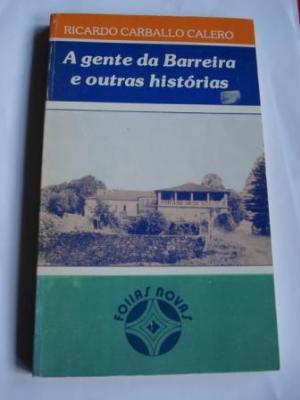 RICARDO CARBALLO CALERO
A gente da Barreira
e outras histórias
FOLLAS NOVAS